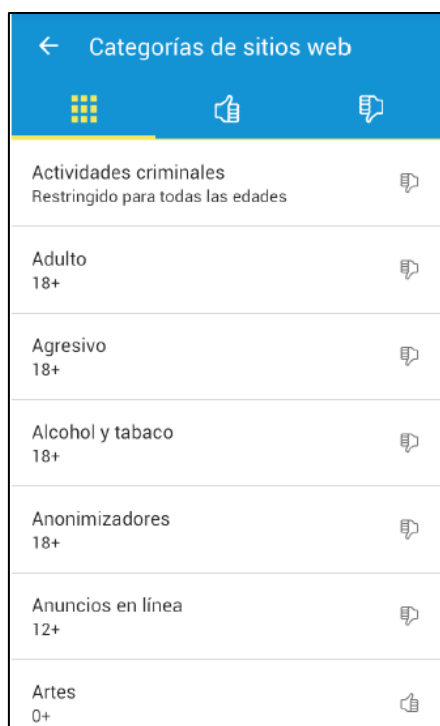 Categorías de sitios web
Actividades criminales
Restringido para todas las edades
Adulto
18+
Agresivo
18+
Alcohol y tabaco
18+
Anonimizadores
18+
Anuncios en línea
12+
Artes
0+